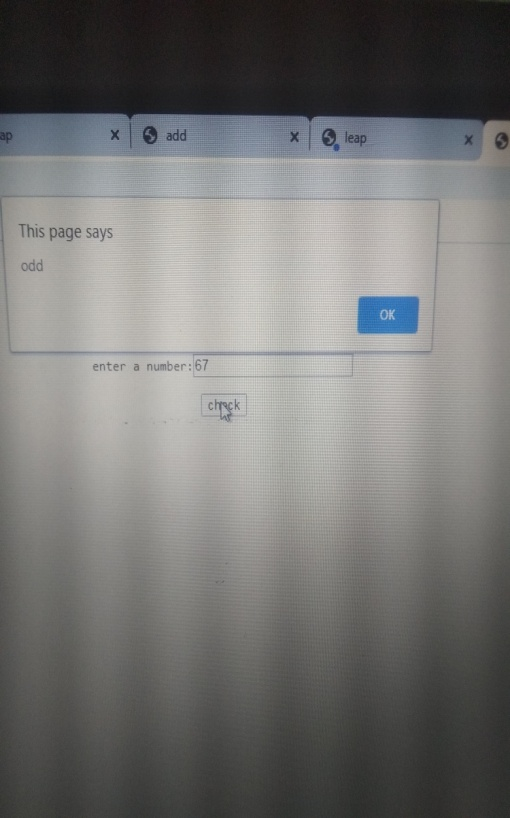 ap
add
leap
This page says
odd
OK
enter a number:67
check